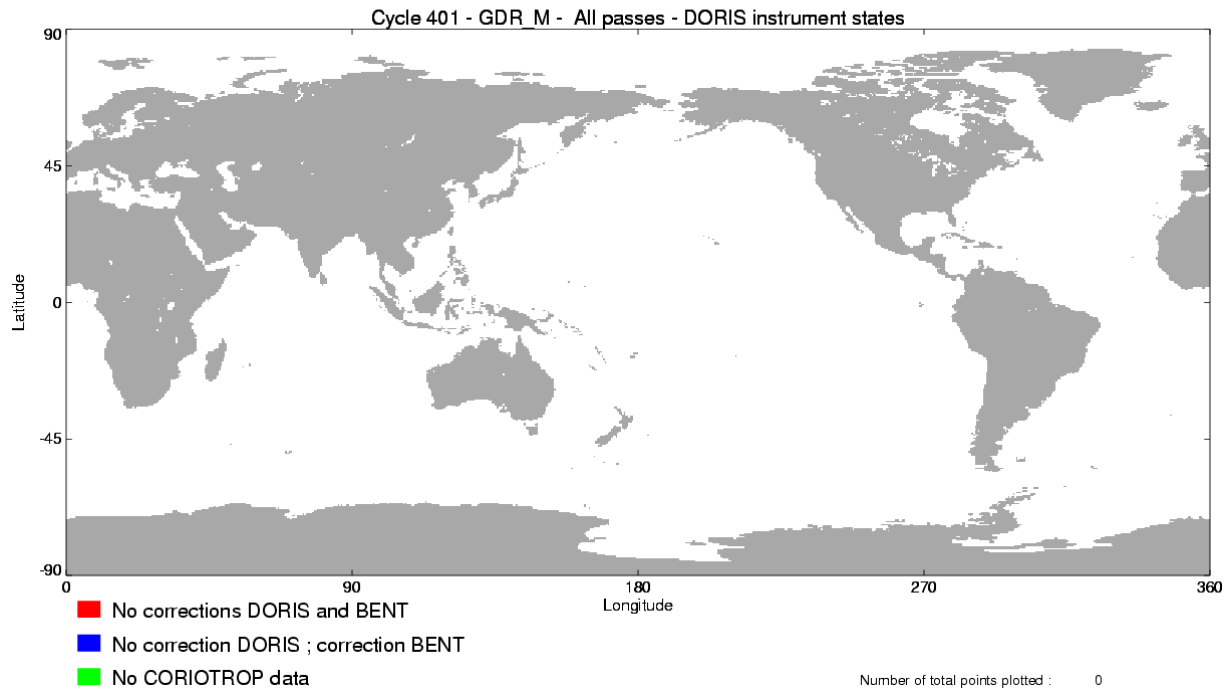 Cycle 401 - GDR_M - All passes - DORIS instrument states
90
45
0
-45
-90
Latitude
0 90 180 270 360
Longitude
No corrections DORIS and BENT
No correction DORIS ; correction BENT
No CORIOTROP data
Number of total points plotted : 0